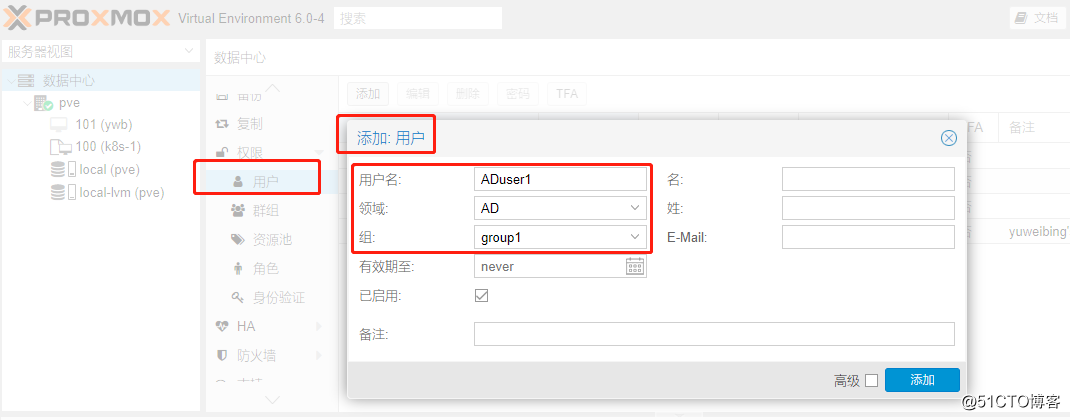 PROXMOX Virtual Environment 6.0-4 搜索 文档
服务器视图
数据中心
pve
101 (ywb)
100 (k8s-1)
local (pve)
local-lvm (pve)
数据中心
备份
复制
权限
用户
群组
资源池
角色
身份验证
HA
防火墙
添加 编辑 删除 密码 TFA
备注
yuweibing
添加: 用户
用户名: ADuser1 名:
领域: AD 姓:
组: group1 E-Mail:
有效期至: never
已启用:
备注:
高级 添加
@51CTO博客